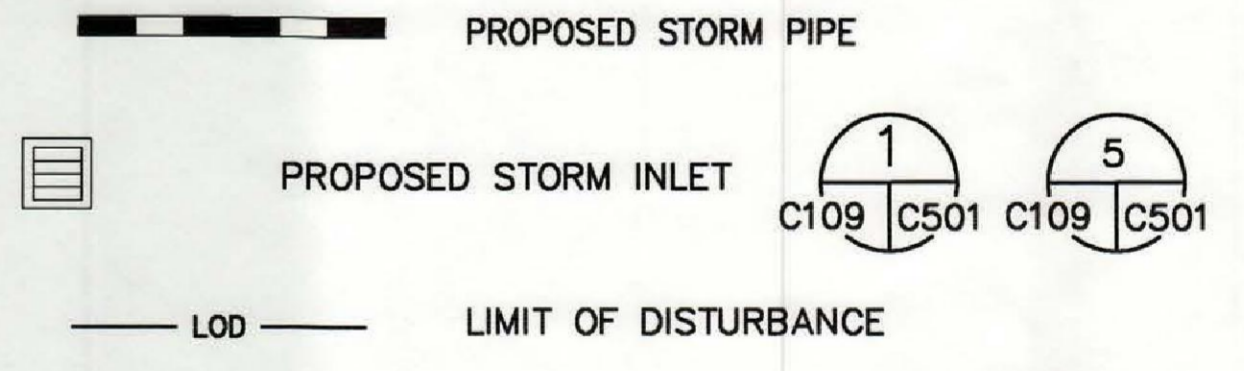 PROPOSED STORM PIPE
PROPOSED STORM INLET
1
C109 C501
5
C109 C501
LOD
LIMIT OF DISTURBANCE